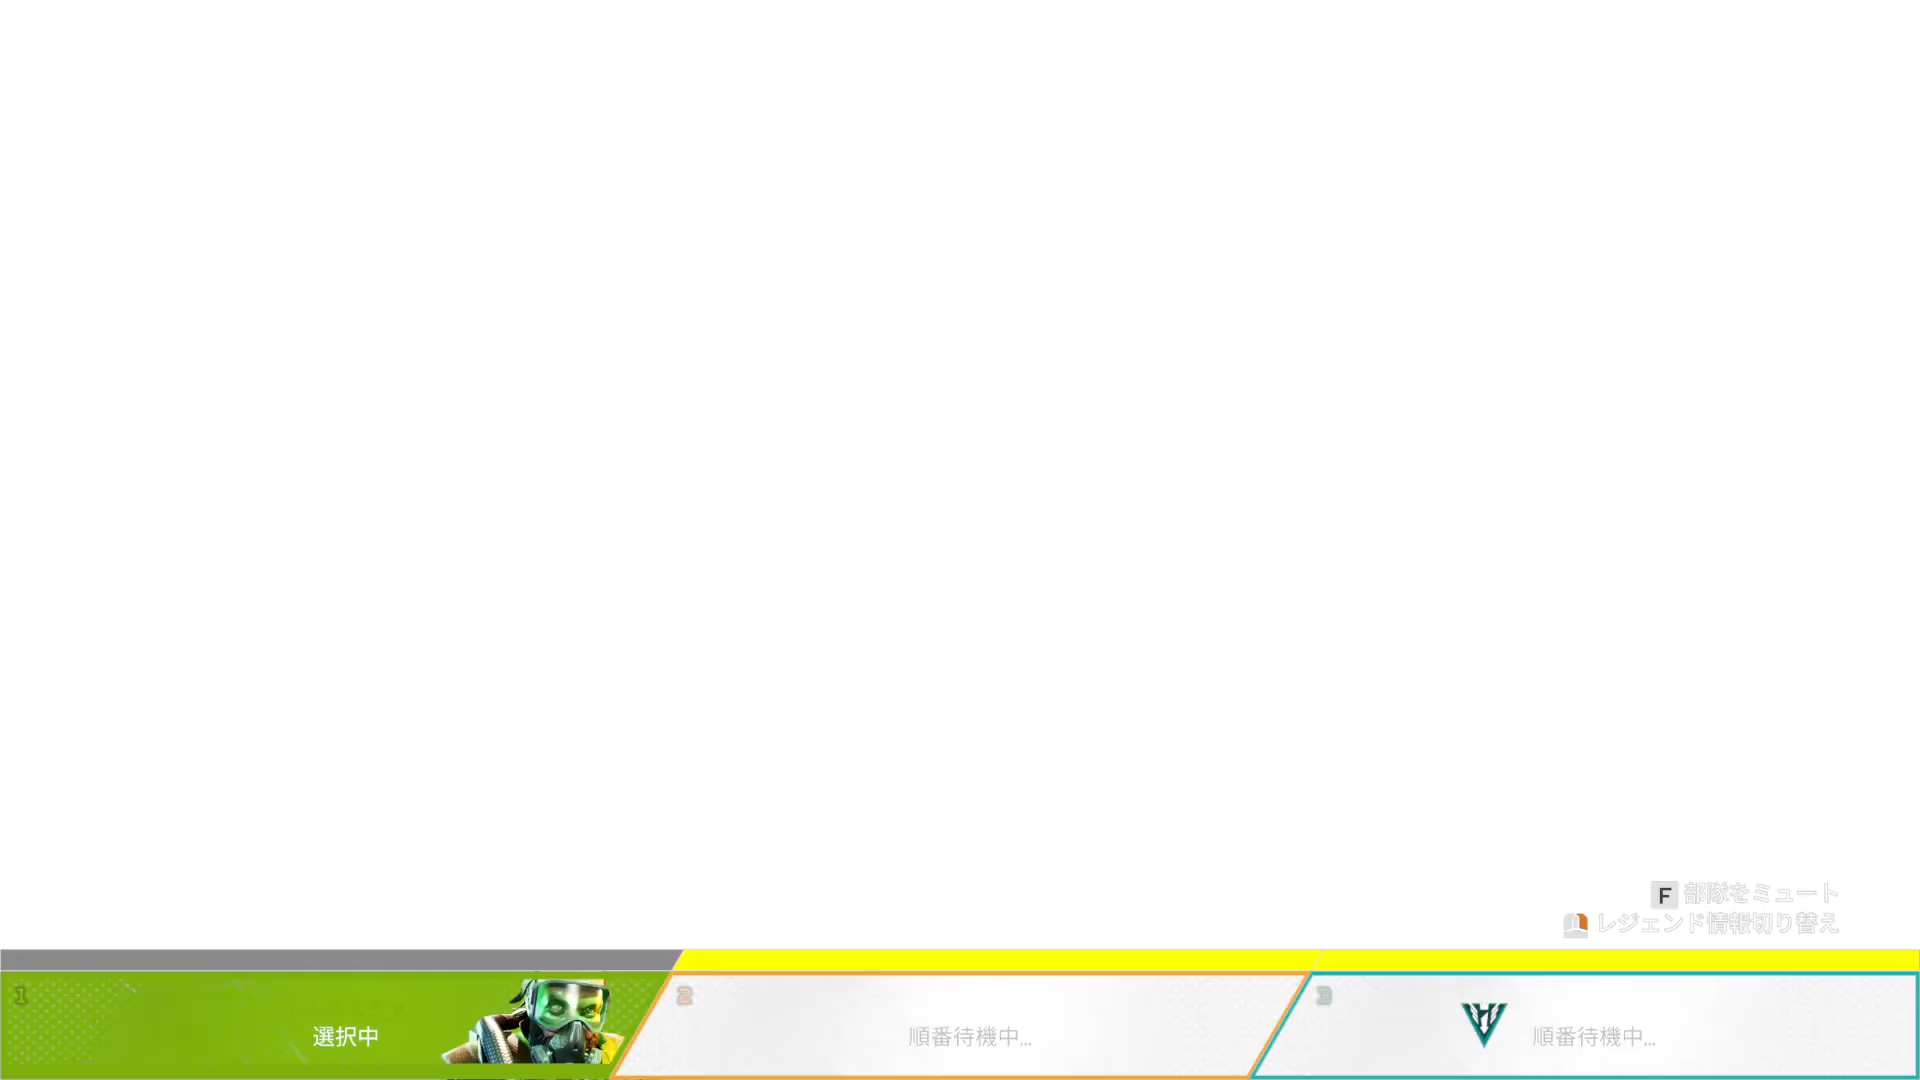 F 部隊をミュート
レジェンド情報切り替え
1
選択中
2
順番待機中...
3
順番待機中...